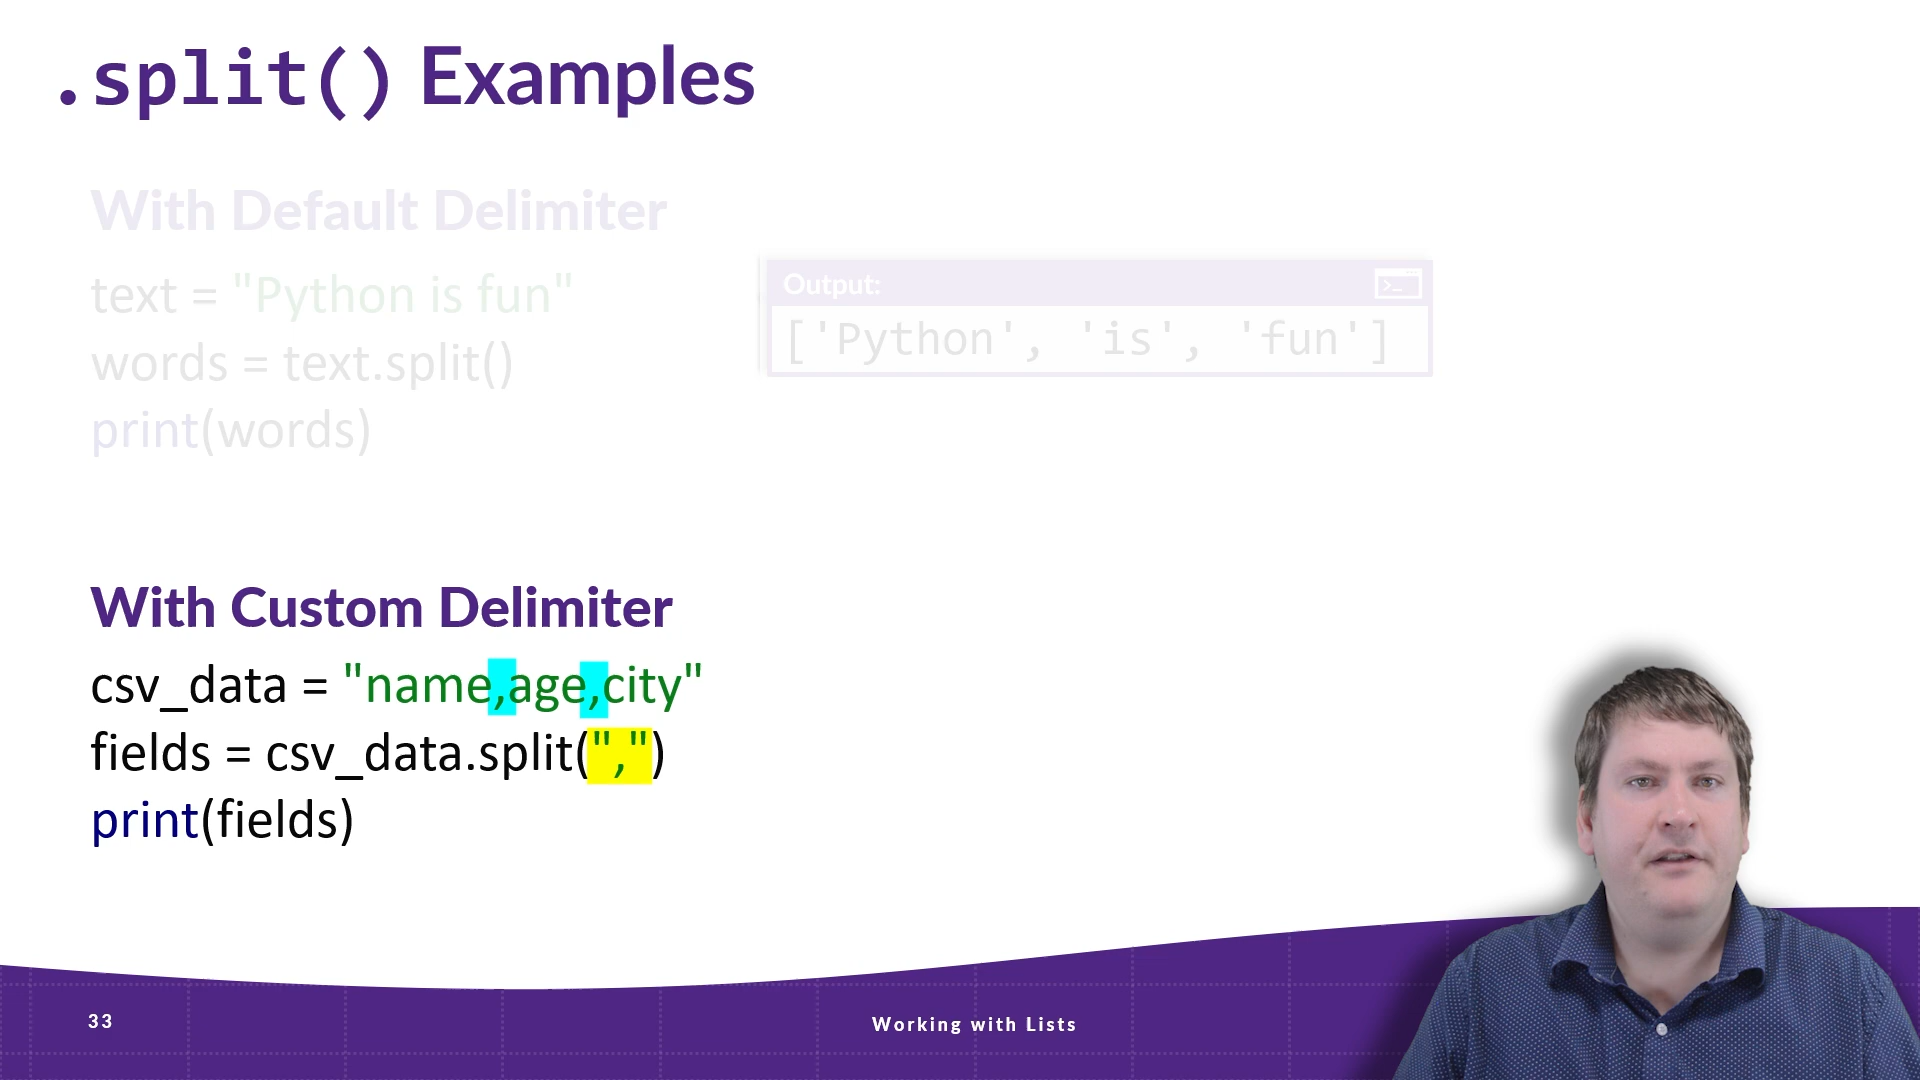 .split() Examples
With Default Delimiter
text = "Python is fun"
words = text.split()
print(words)
Output:
['Python', 'is', 'fun']
With Custom Delimiter
csv_data = "name,age,city"
fields = csv_data.split(",")
print(fields)
33
Working with Lists